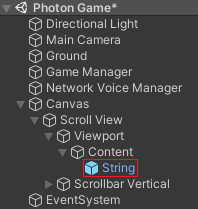 Photon Game*
Directional Light
Main Camera
Ground
Game Manager
Network Voice Manager
Canvas
Scroll View
Viewport
Content
String
Scrollbar Vertical
EventSystem